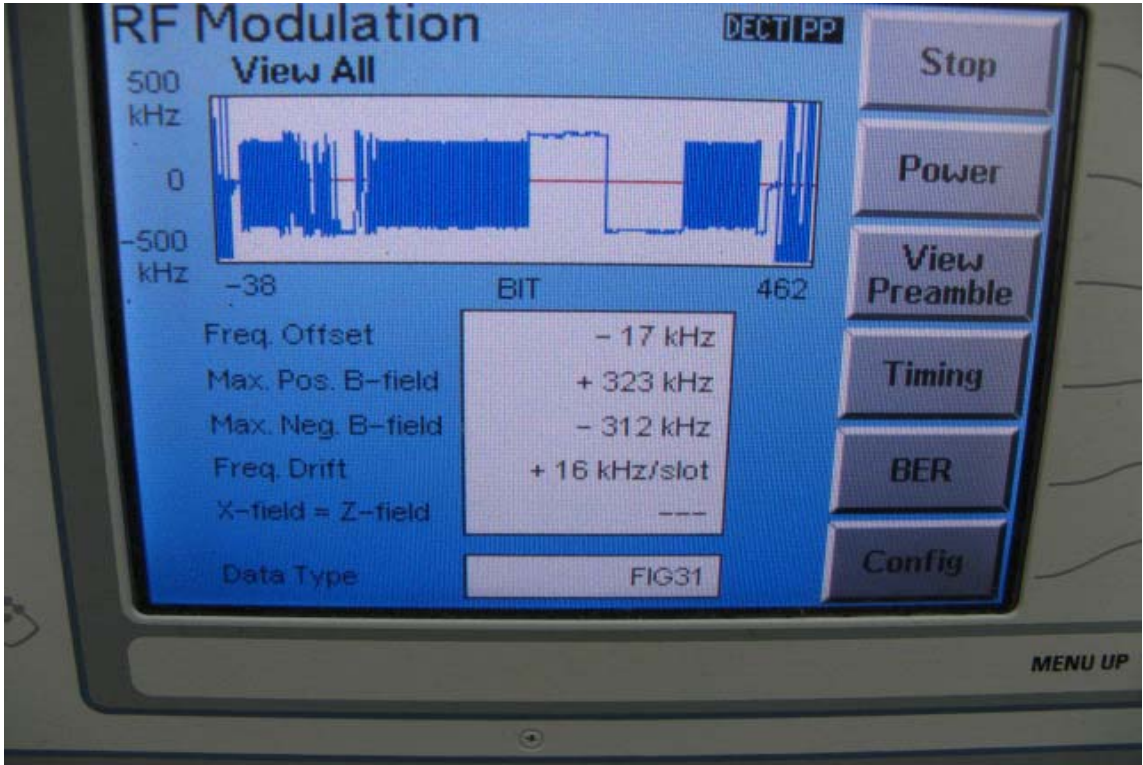 RF Modulation
DECT PP
View All
500
kHz
0
-500
kHz
-38
BIT
462
Freq. Offset
- 17 kHz
Max. Pos. B-field
+ 323 kHz
Max. Neg. B-field
- 312 kHz
Freq. Drift
+ 16 kHz/slot
X-field = Z-field
---
Data Type
FIG31
Stop
Power
View
Preamble
Timing
BER
Config
MENU UP